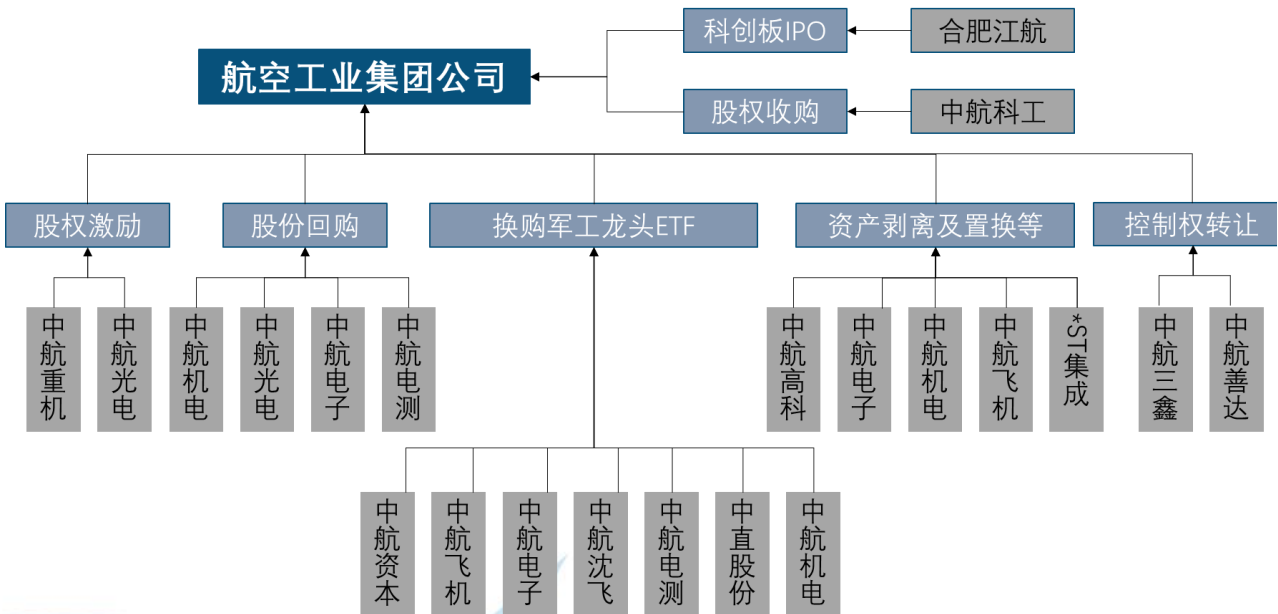 科创板IPO
合肥江航
航空工业集团公司
股权收购
中航科工
股权激励
股份回购
换购军工龙头ETF
资产剥离及置换等
控制权转让
中航重机
中航光电
中航机电
中航光电
中航电子
中航电测
中航高科
中航电子
中航机电
中航飞机
*ST集成
中航三鑫
中航善达
中航资本
中航飞机
中航电子
中航沈飞
中航电测
中直股份
中航机电